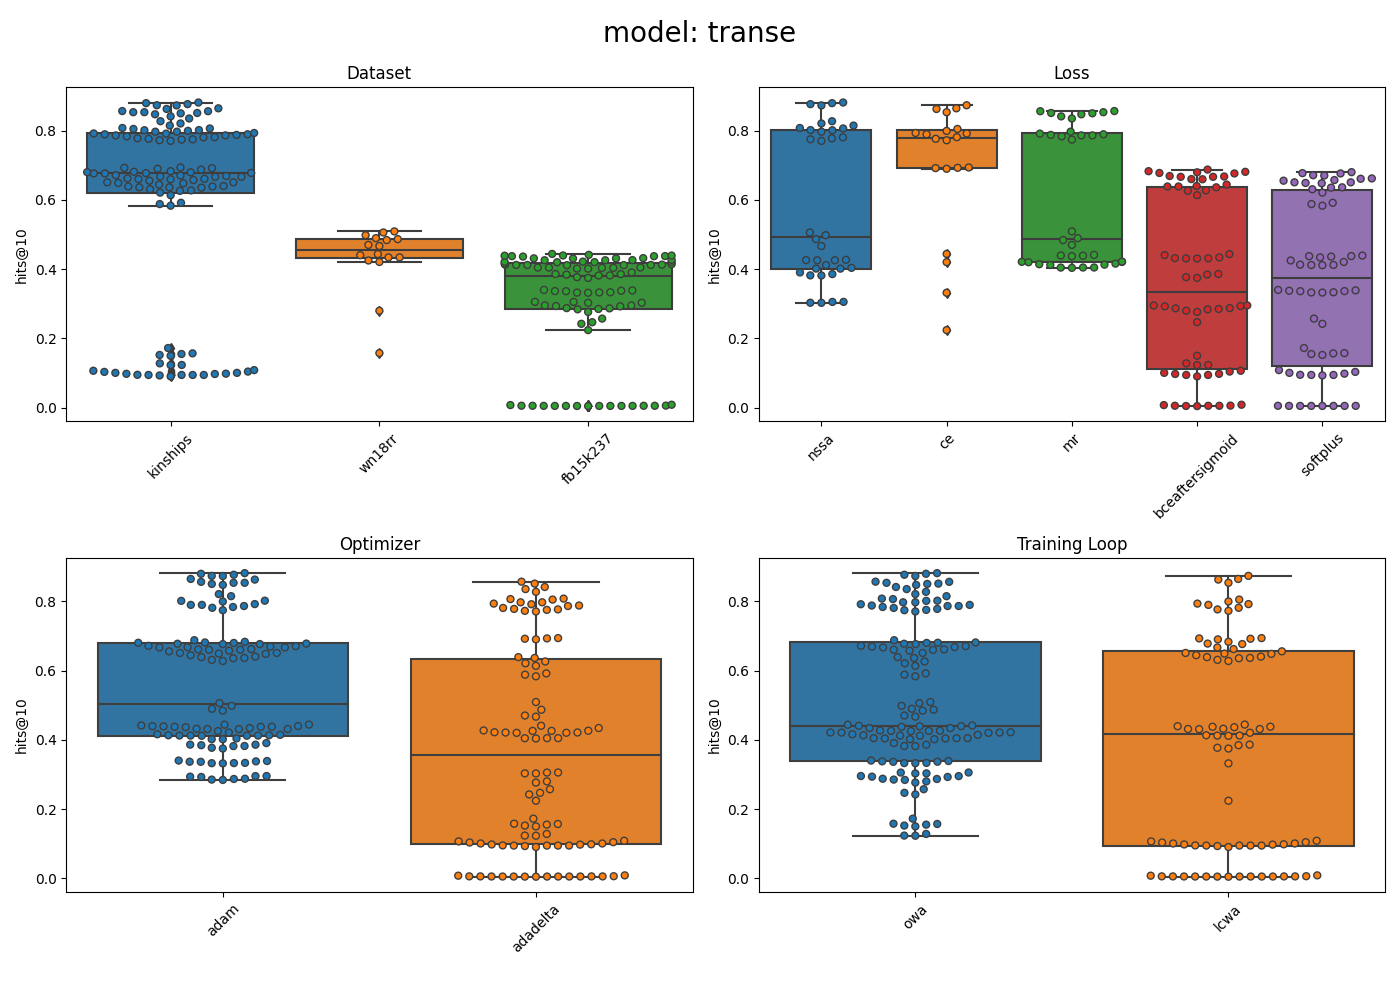 model: transe
Dataset
Loss
hits@10
0.8
0.6
0.4
0.2
0.0
kinships
wn18rr
fb15k237
hits@10
0.8
0.6
0.4
0.2
0.0
nssa
ce
mr
bceaftersigmoid
softplus
Optimizer
Training Loop
hits@10
0.8
0.6
0.4
0.2
0.0
adam
adadelta
hits@10
0.8
0.6
0.4
0.2
0.0
owa
lcwa